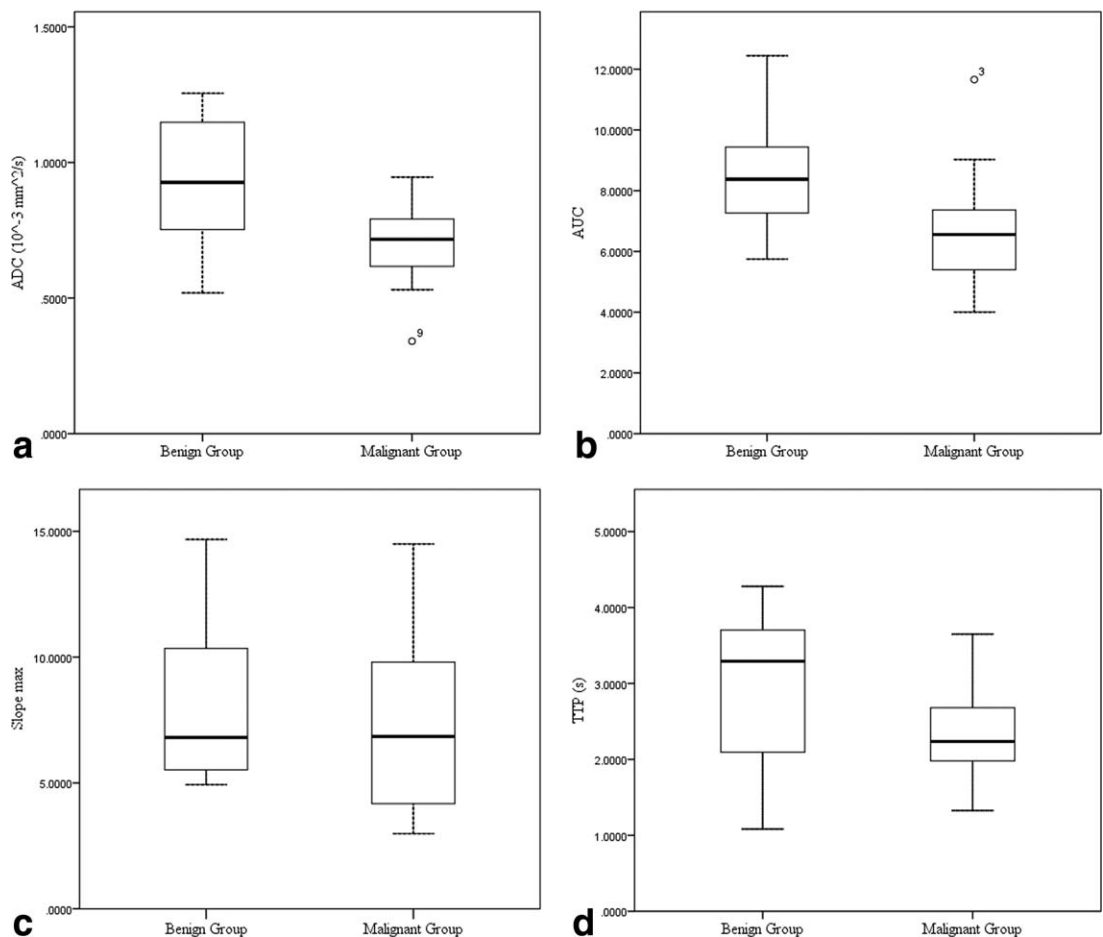 1.5000
1.0000
.5000
.0000
ADC (10^-3 mm^2/s)
9
Benign Group
Malignant Group
a
12.0000
10.0000
8.0000
6.0000
4.0000
2.0000
.0000
AUC
3
Benign Group
Malignant Group
b
15.0000
10.0000
5.0000
.0000
Slope max
Benign Group
Malignant Group
c
5.0000
4.0000
3.0000
2.0000
1.0000
.0000
TTP (s)
Benign Group
Malignant Group
d